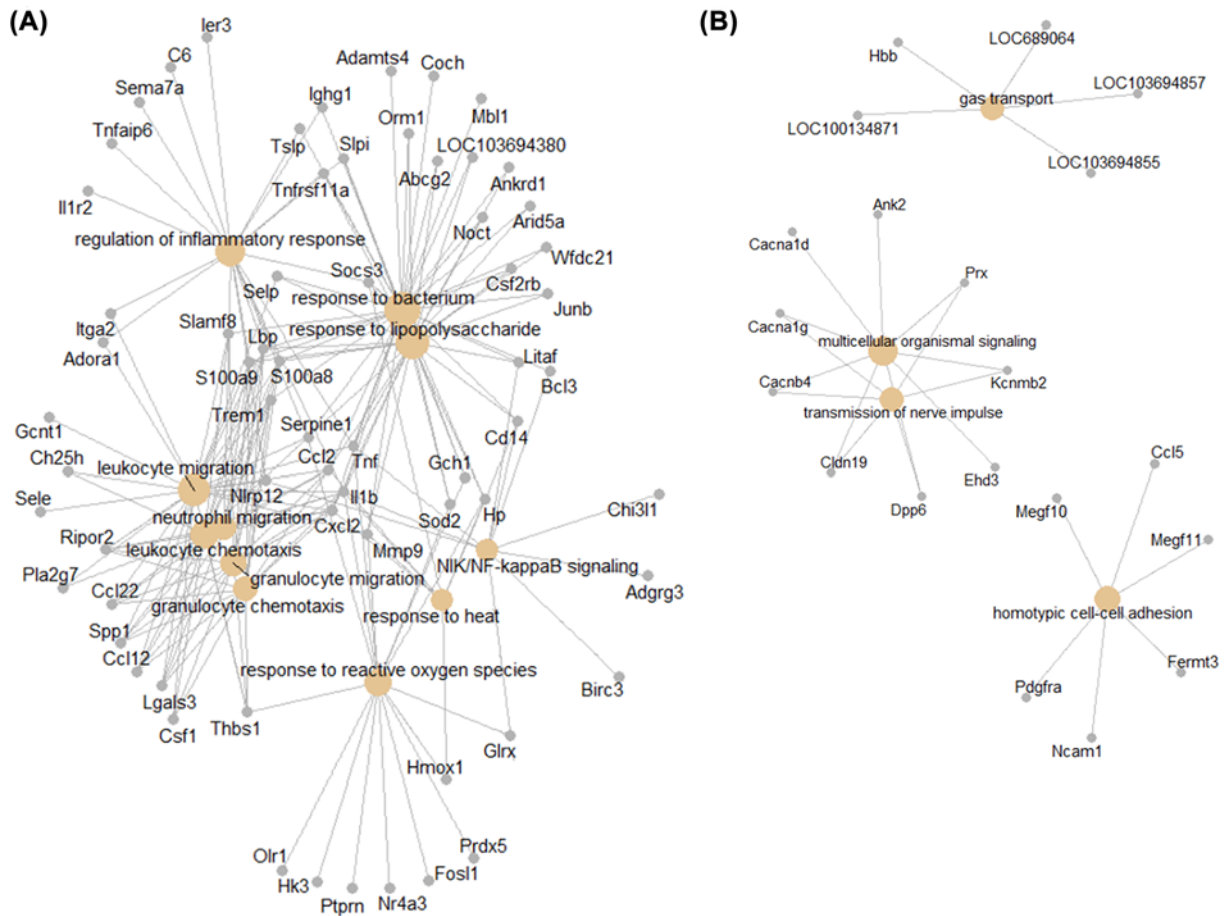 (A)
Ier3
C6
Sema7a
Tnfaip6
Il1r2
Adamts4
Coch
Ighg1
Orm1
Mbl1
Tslp
Slpi
LOC103694380
Abcg2
Tnfrsf11a
Ankrd1
Arid5a
Noct
regulation of inflammatory response
Wfdc21
Socs3
Csf2rb
Selp
response to bacterium
Junb
Itga2
Slamf8
Lbp
response to lipopolysaccharide
Adora1
Litaf
S100a9
S100a8
Bcl3
Trem1
Gcnt1
Serpine1
Cd14
Ch25h
leukocyte migration
Ccl2
Tnf
Gch1
Sele
Nlrp12
Il1b
neutrophil migration
Cxcl2
Sod2
Hp
Chi3l1
Ripor2
leukocyte chemotaxis
Mmp9
NIK/NF-kappaB signaling
Pla2g7
granulocyte migration
Adgrg3
Ccl22
granulocyte chemotaxis
response to heat
Spp1
Ccl12
response to reactive oxygen species
Birc3
Lgals3
Thbs1
Csf1
Glrx
Hmox1
Olr1
Prdx5
Hk3
Fosl1
Ptprn
Nr4a3
(B)
LOC689064
Hbb
LOC103694857
gas transport
LOC100134871
LOC103694855
Ank2
Cacna1d
Prx
Cacna1g
multicellular organismal signaling
Cacnb4
Kcnmb2
transmission of nerve impulse
Cldn19
Ehd3
Dpp6
Ccl5
Megf10
Megf11
homotypic cell-cell adhesion
Fermt3
Pdgfra
Ncam1